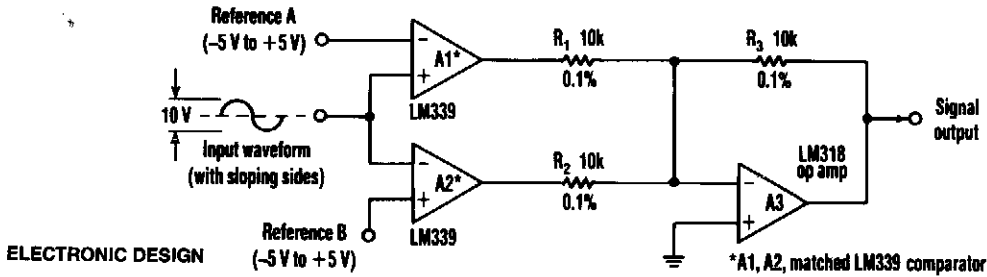 Reference A
(–5 V to +5 V)
–
A1*
+
LM339
R1 10k
0.1%
R3 10k
0.1%
10 V
Input waveform
(with sloping sides)
Signal
output
–
A2*
+
LM339
R2 10k
0.1%
LM318
op amp
–
A3
+
Reference B
(–5 V to +5 V)
ELECTRONIC DESIGN
*A1, A2, matched LM339 comparator